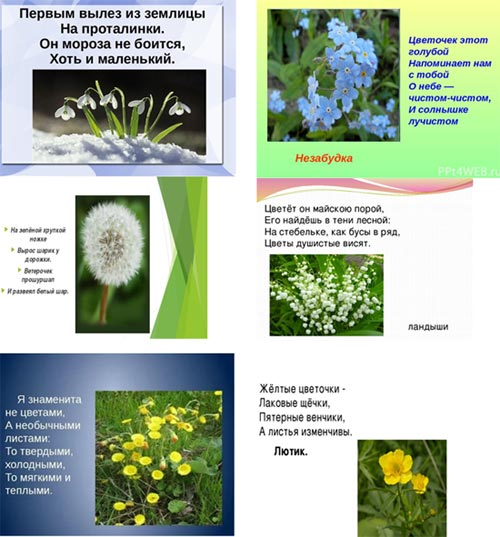 Первым вылез из землицы
На проталинки.
Он мороза не боится,
Хоть и маленький.
Цветочек этот
голубой
Напоминает нам
с тобой
О небе —
чистом-чистом,
И солнышке
лучистом
Незабудка
PPt4WEB.ru
На зелёной хрупкой
ножке
Вырос шарик у
дорожки.
Ветерочек
прошуршал
И развеял белый шар.
Цветёт он майскою порой,
Его найдёшь в тени лесной:
На стебельке, как бусы в ряд,
Цветы душистые висят.
ландыши
Я знаменита
не цветами,
А необычными
листами:
То твердыми,
холодными,
То мягкими и
теплыми.
Жёлтые цветочки -
Лаковые щёчки,
Пятерные венчики,
А листья изменчивы.
Лютик.